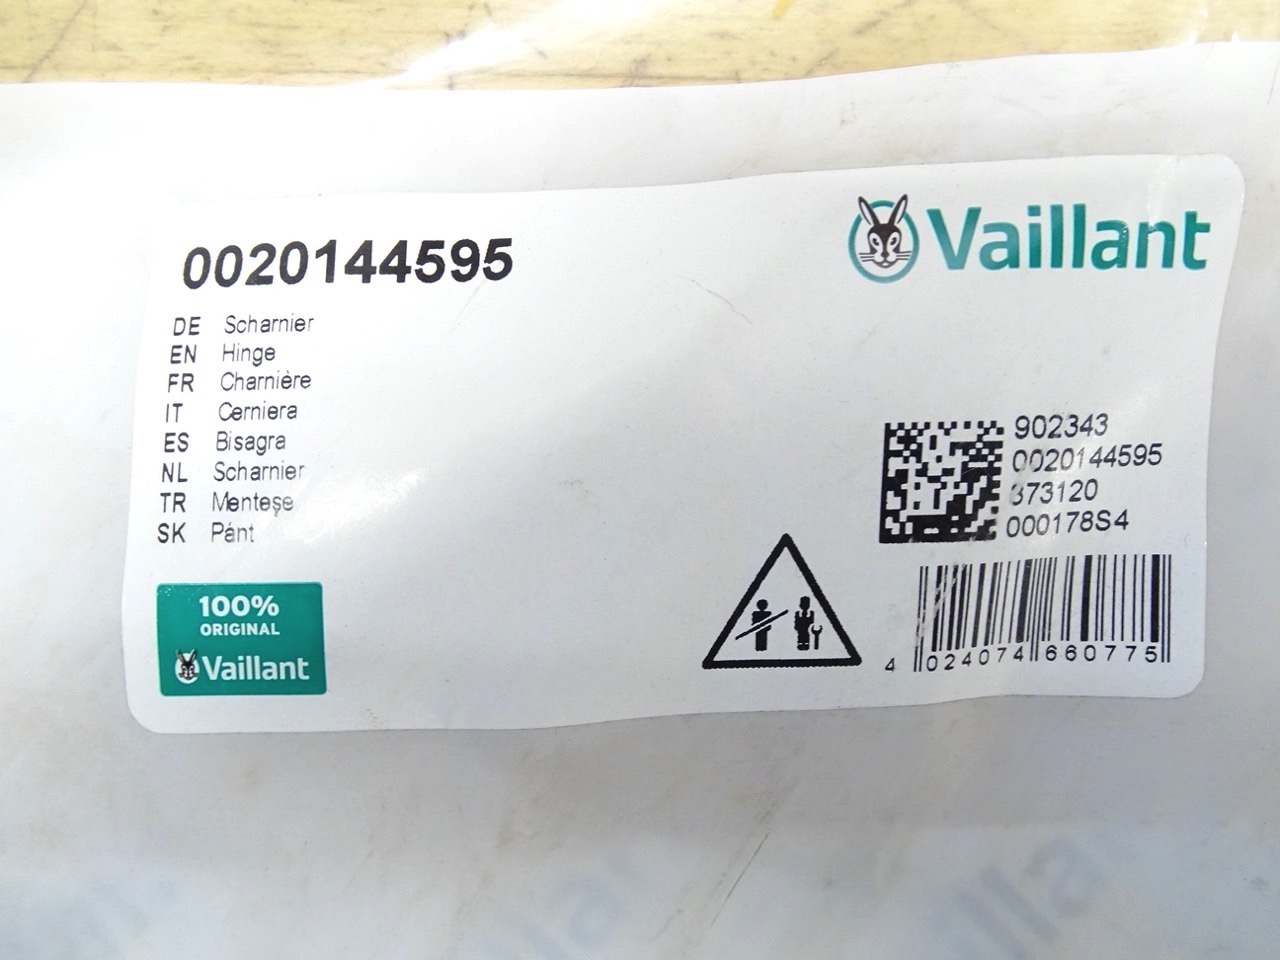 0020144595
Vaillant
DE Scharnier
EN Hinge
FR Charnière
IT Cerniera
ES Bisagra
NL Scharnier
TR Menteşe
SK Pánt
902343
0020144595
373120
000178S4
100%
ORIGINAL
Vaillant
4 024074 660775